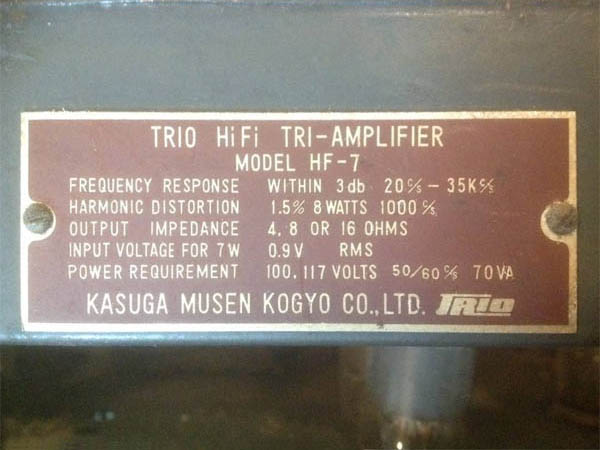 TRIO HiFi TRI-AMPLIFIER
MODEL HF-7
FREQUENCY RESPONSE WITHIN 3db 20 c/s - 35K c/s
HARMONIC DISTORTION 1.5% 8 WATTS 1000 c/s
OUTPUT IMPEDANCE 4, 8 OR 16 OHMS
INPUT VOLTAGE FOR 7W 0.9V RMS
POWER REQUIREMENT 100, 117 VOLTS 50/60 c/s 70VA
KASUGA MUSEN KOGYO CO.,LTD. TRIO